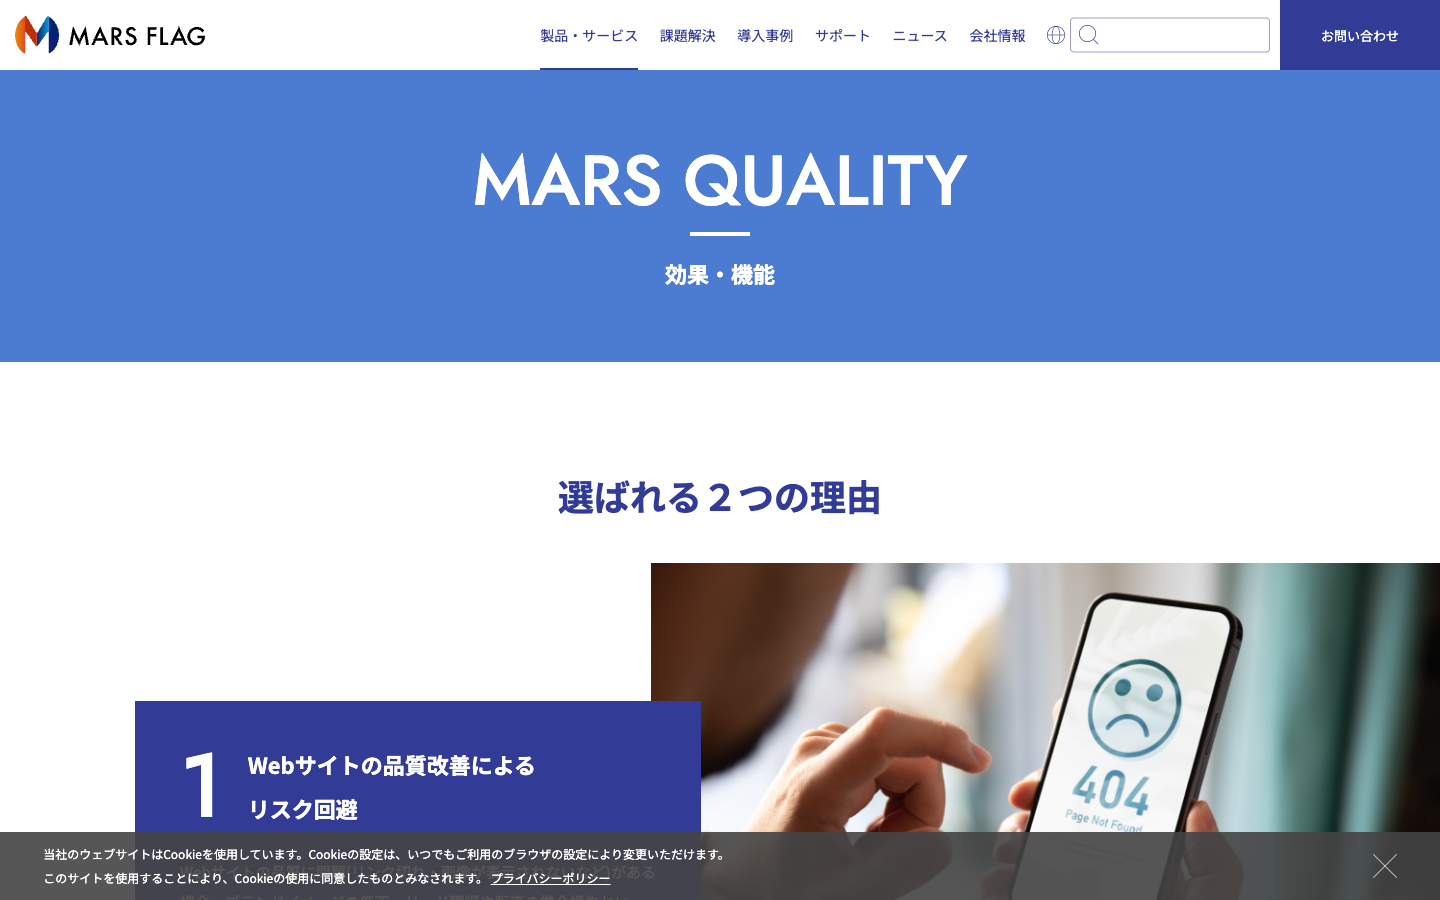 MARS FLAG
製品・サービス
課題解決
導入事例
サポート
ニュース
会社情報
お問い合わせ
MARS QUALITY
効果・機能
選ばれる２つの理由
1
Webサイトの品質改善による
リスク回避
404
Page Not Found
当社のウェブサイトはCookieを使用しています。Cookieの設定は、いつでもご利用のブラウザの設定により変更いただけます。
このサイトを使用することにより、Cookieの使用に同意したものとみなされます。 プライバシーポリシー